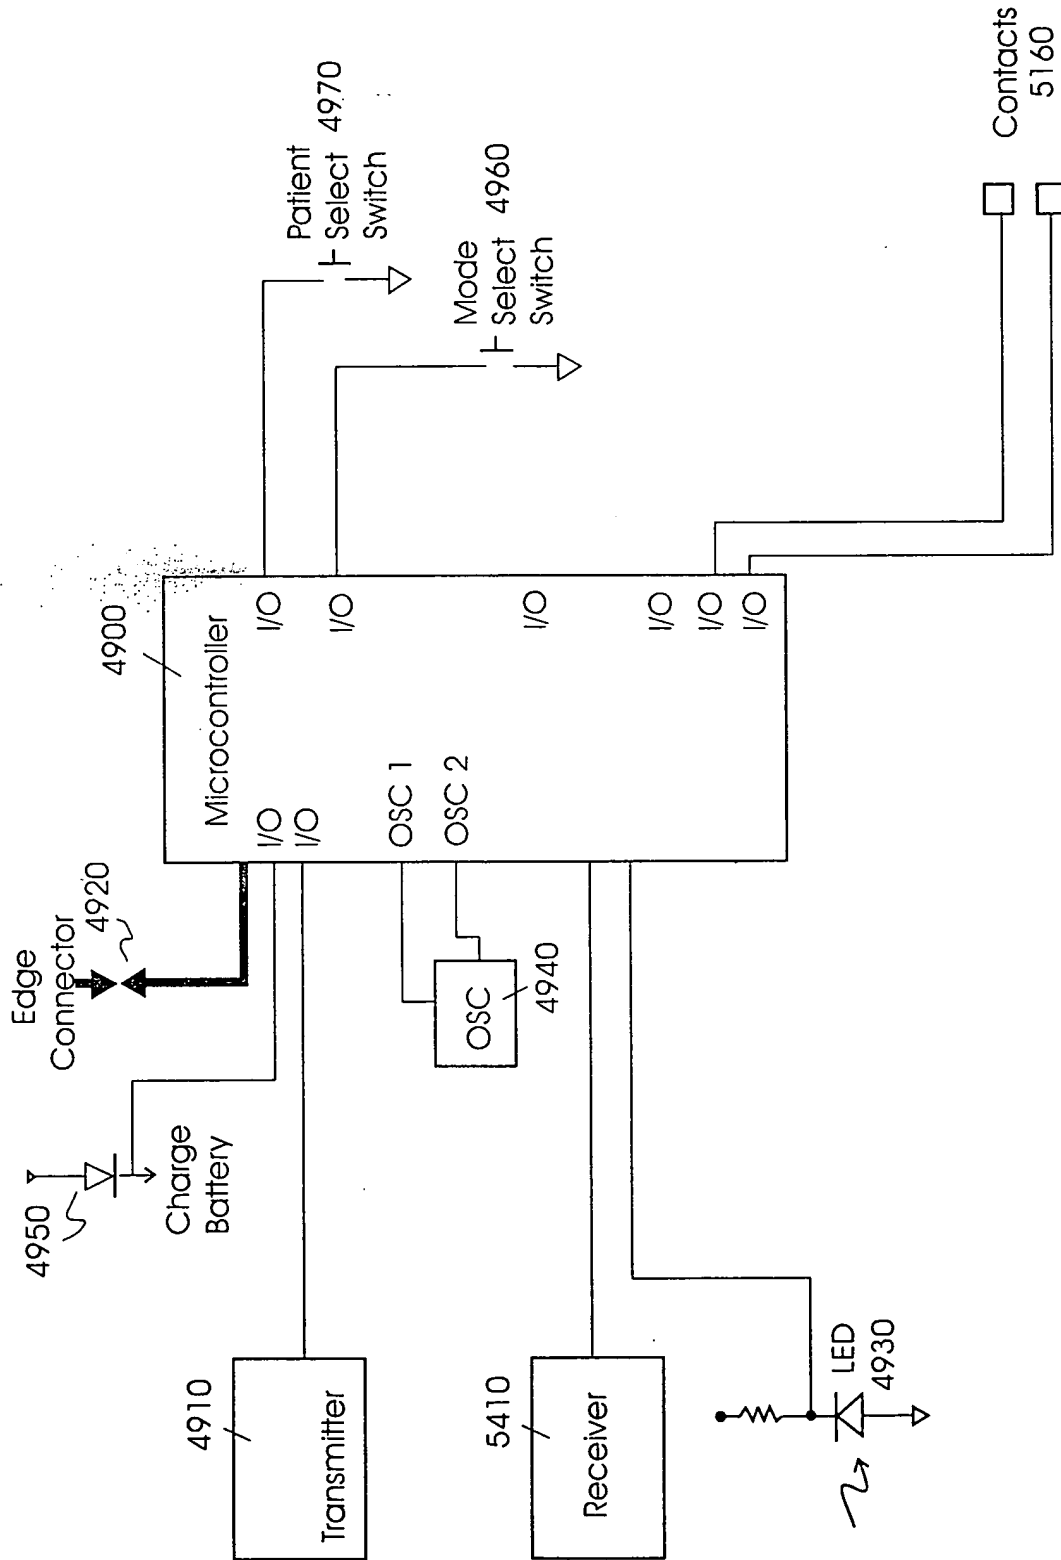 Edge
Connector
4920
4950
Charge
Battery
4910
Transmitter
5410
Receiver
LED
4930
OSC
4940
4900
Microcontroller
I/O
I/O
OSC 1
OSC 2
I/O
I/O
I/O
I/O
I/O
I/O
Patient
Select 4970
Switch
Mode
Select 4960
Switch
Contacts
5160